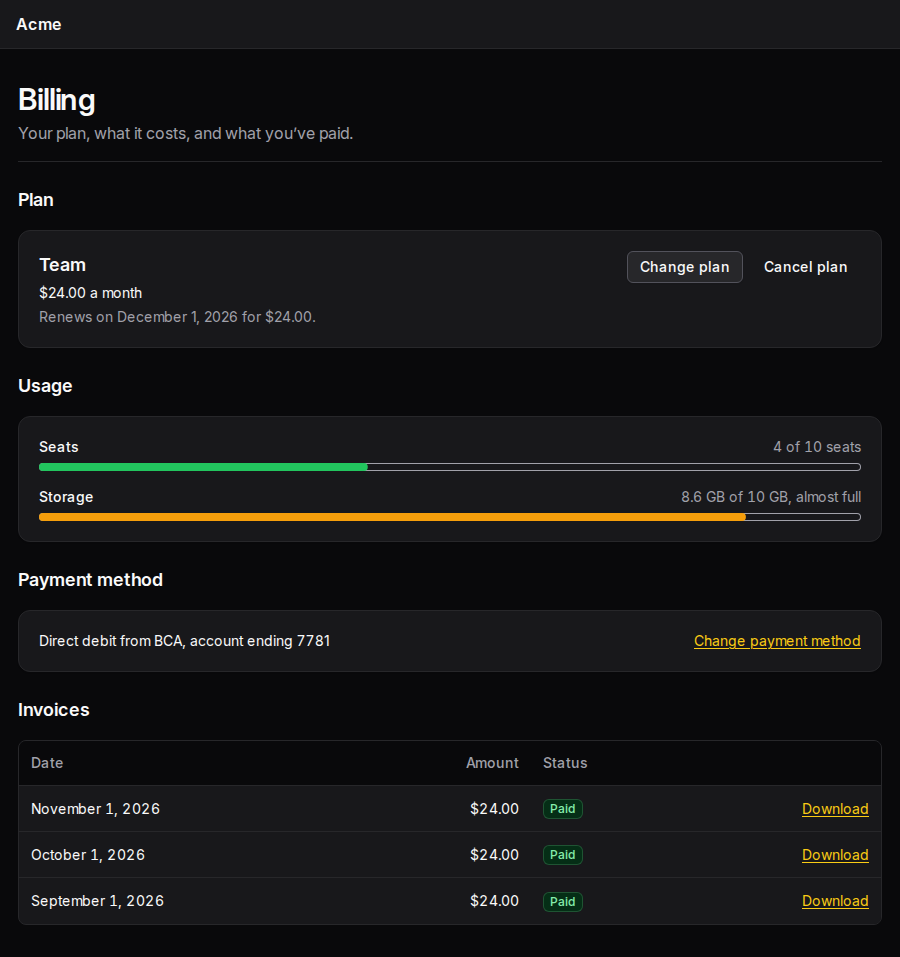 Acme
Billing
Your plan, what it costs, and what you've paid.
Plan
Team
Change plan
Cancel plan
$24.00 a month
Renews on December 1, 2026 for $24.00.
Usage
Seats
4 of 10 seats
Storage
8.6 GB of 10 GB, almost full
Payment method
Direct debit from BCA, account ending 7781
Change payment method
Invoices
Date Amount Status
November 1, 2026 $24.00 Paid Download
October 1, 2026 $24.00 Paid Download
September 1, 2026 $24.00 Paid Download